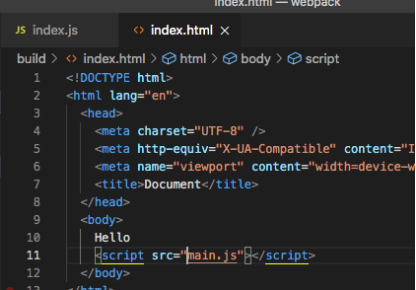 index.html — webpack
JS index.js
<> index.html ×
build > <> index.html > html > body > script
1 <!DOCTYPE html>
2 <html lang="en">
3 <head>
4 <meta charset="UTF-8" />
5 <meta http-equiv="X-UA-Compatible" content="I
6 <meta name="viewport" content="width=device-w
7 <title>Document</title>
8 </head>
9 <body>
10 Hello
11 <script src="main.js"></script>
12 </body>
13 </html>